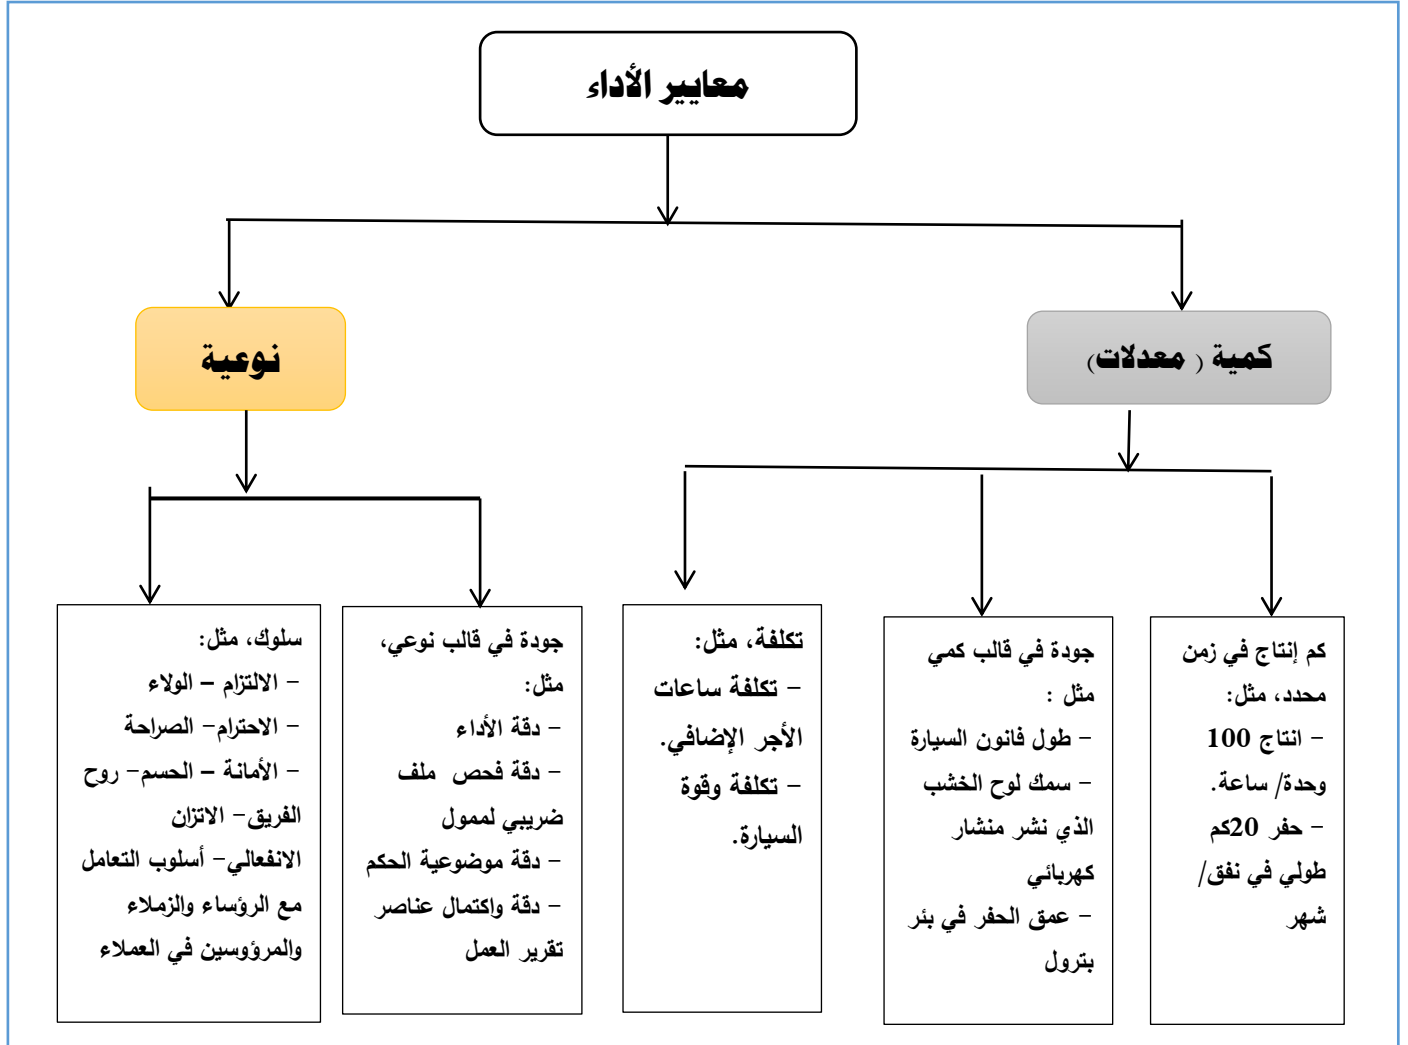 معايير الأداء
كمية ( معدلات)
نوعية
كم إنتاج في زمن
محدد، مثل:
- انتاج 100
وحدة/ ساعة.
- حفر 20كم
طولي في نفق/
شهر
جودة في قالب كمي
مثل :
- طول فانون السيارة
- سمك لوح الخشب
الذي نشر منشار
كهربائي
- عمق الحفر في بئر
بترول
تكلفة، مثل:
- تكلفة ساعات
الأجر الإضافي.
- تكلفة وقوة
السيارة.
جودة في قالب نوعي،
مثل:
- دقة الأداء
- دقة فحص ملف
ضريبي لممول
- دقة موضوعية الحكم
- دقة واكتمال عناصر
تقرير العمل
سلوك، مثل:
- الالتزام – الولاء
- الاحترام- الصراحة
- الأمانة – الحسم- روح
الفريق- الاتزان
الانفعالي- أسلوب التعامل
مع الرؤساء والزملاء
والمرؤوسين في العملاء